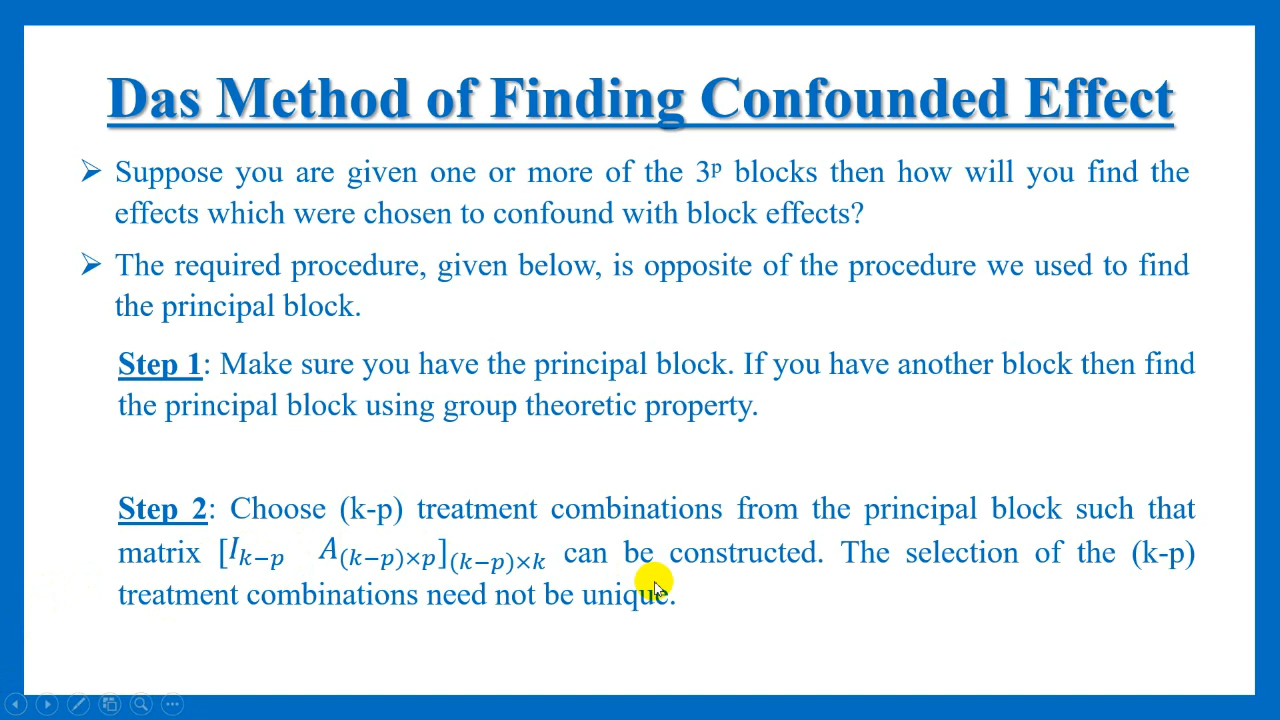 Das Method of Finding Confounded Effect
➢ Suppose you are given one or more of the 3ᵖ blocks then how will you find the
effects which were chosen to confound with block effects?
➢ The required procedure, given below, is opposite of the procedure we used to find
the principal block.
Step 1: Make sure you have the principal block. If you have another block then find
the principal block using group theoretic property.
Step 2: Choose (k-p) treatment combinations from the principal block such that
matrix [I_{k−p} A_{(k−p)×p}]_{(k−p)×k} can be constructed. The selection of the (k-p)
treatment combinations need not be unique.